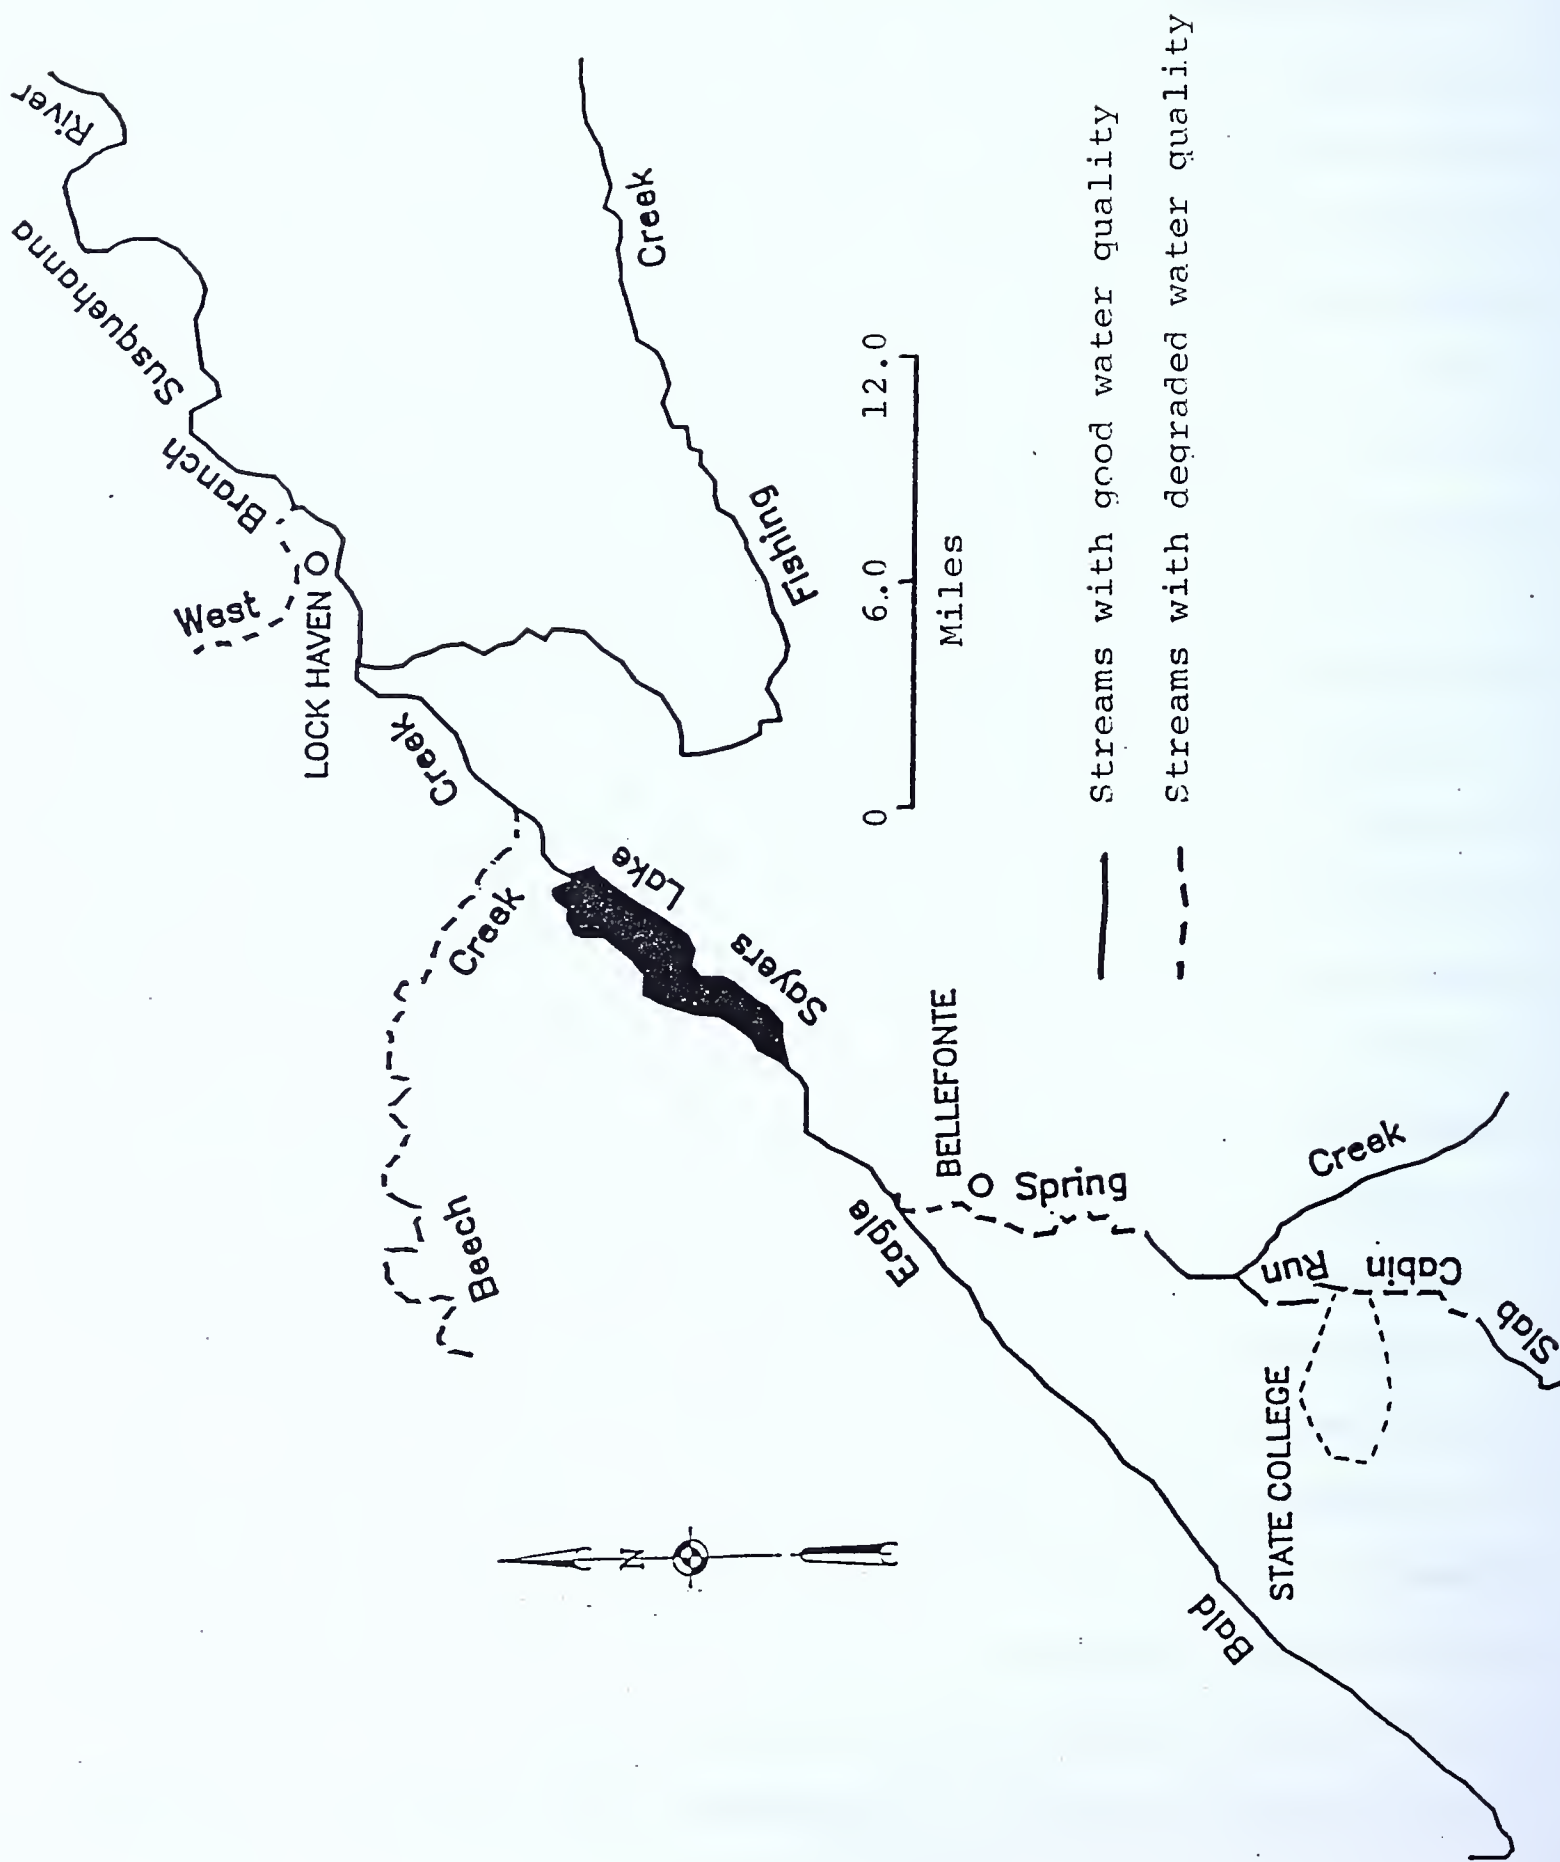 West Branch, Susquehanna River
LOCK HAVEN
Creek
Fishing
Creek
Beech
Creek
Sayers
Lake
Bald
Eagle
BELLEFONTE
Spring
Creek
Slab
Cabin
Run
STATE COLLEGE
N
0 6.0 12.0
Miles
Streams with good water quality
Streams with degraded water quality